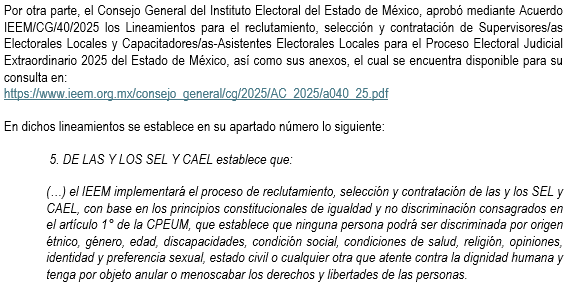 Por otra parte, el Consejo General del Instituto Electoral del Estado de México, aprobó mediante Acuerdo
IEEM/CG/40/2025 los Lineamientos para el reclutamiento, selección y contratación de Supervisores/as
Electorales Locales y Capacitadores/as-Asistentes Electorales Locales para el Proceso Electoral Judicial
Extraordinario 2025 del Estado de México, así como sus anexos, el cual se encuentra disponible para su
consulta en:
https://www.ieem.org.mx/consejo_general/cg/2025/AC_2025/a040_25.pdf
En dichos lineamientos se establece en su apartado número lo siguiente:
5. DE LAS Y LOS SEL Y CAEL establece que:
(…) el IEEM implementará el proceso de reclutamiento, selección y contratación de las y los SEL y
CAEL, con base en los principios constitucionales de igualdad y no discriminación consagrados en
el artículo 1° de la CPEUM, que establece que ninguna persona podrá ser discriminada por origen
étnico, género, edad, discapacidades, condición social, condiciones de salud, religión, opiniones,
identidad y preferencia sexual, estado civil o cualquier otra que atente contra la dignidad humana y
tenga por objeto anular o menoscabar los derechos y libertades de las personas.